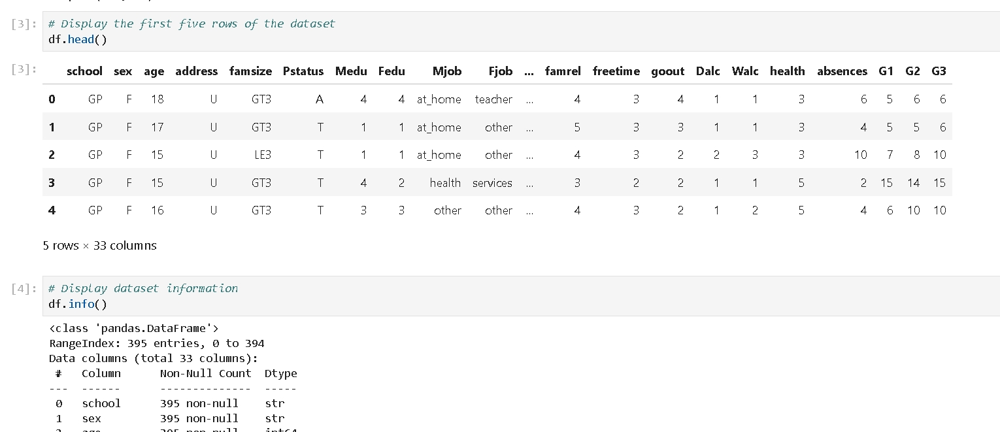 [3]: # Display the first five rows of the dataset
df.head()
[3]: school sex age address famsize Pstatus Medu Fedu Mjob Fjob ... famrel freetime goout Dalc Walc health absences G1 G2 G3
0 GP F 18 U GT3 A 4 4 at_home teacher ... 4 3 4 1 1 3 6 5 6 6
1 GP F 17 U GT3 T 1 1 at_home other ... 5 3 3 1 1 3 4 5 5 6
2 GP F 15 U LE3 T 1 1 at_home other ... 4 3 2 2 3 3 10 7 8 10
3 GP F 15 U GT3 T 4 2 health services ... 3 2 2 1 1 5 2 15 14 15
4 GP F 16 U GT3 T 3 3 other other ... 4 3 2 1 2 5 4 6 10 10
5 rows × 33 columns
[4]: # Display dataset information
df.info()
<class 'pandas.DataFrame'>
RangeIndex: 395 entries, 0 to 394
Data columns (total 33 columns):
# Column Non-Null Count Dtype
--- ------ -------------- -----
0 school 395 non-null str
1 sex 395 non-null str